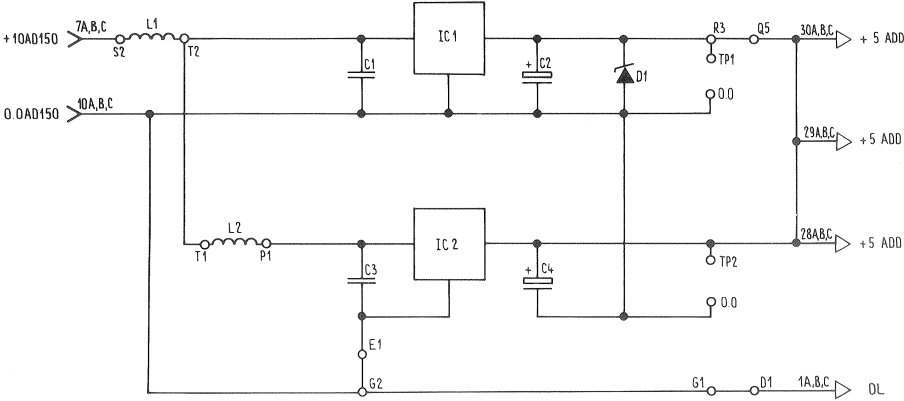 +10AD150 7A,B,C L1 IC1 R3 Q5 30A,B,C + 5 ADD
S2 T2 C1 + C2 D1 TP1
0.0AD150 10A,B,C 0.0
29A,B,C +5 ADD
L2 IC2 28A,B,C +5 ADD
T1 P1 C3 + C4 TP2
0.0
E1
G2 G1 D1 1A,B,C 0L